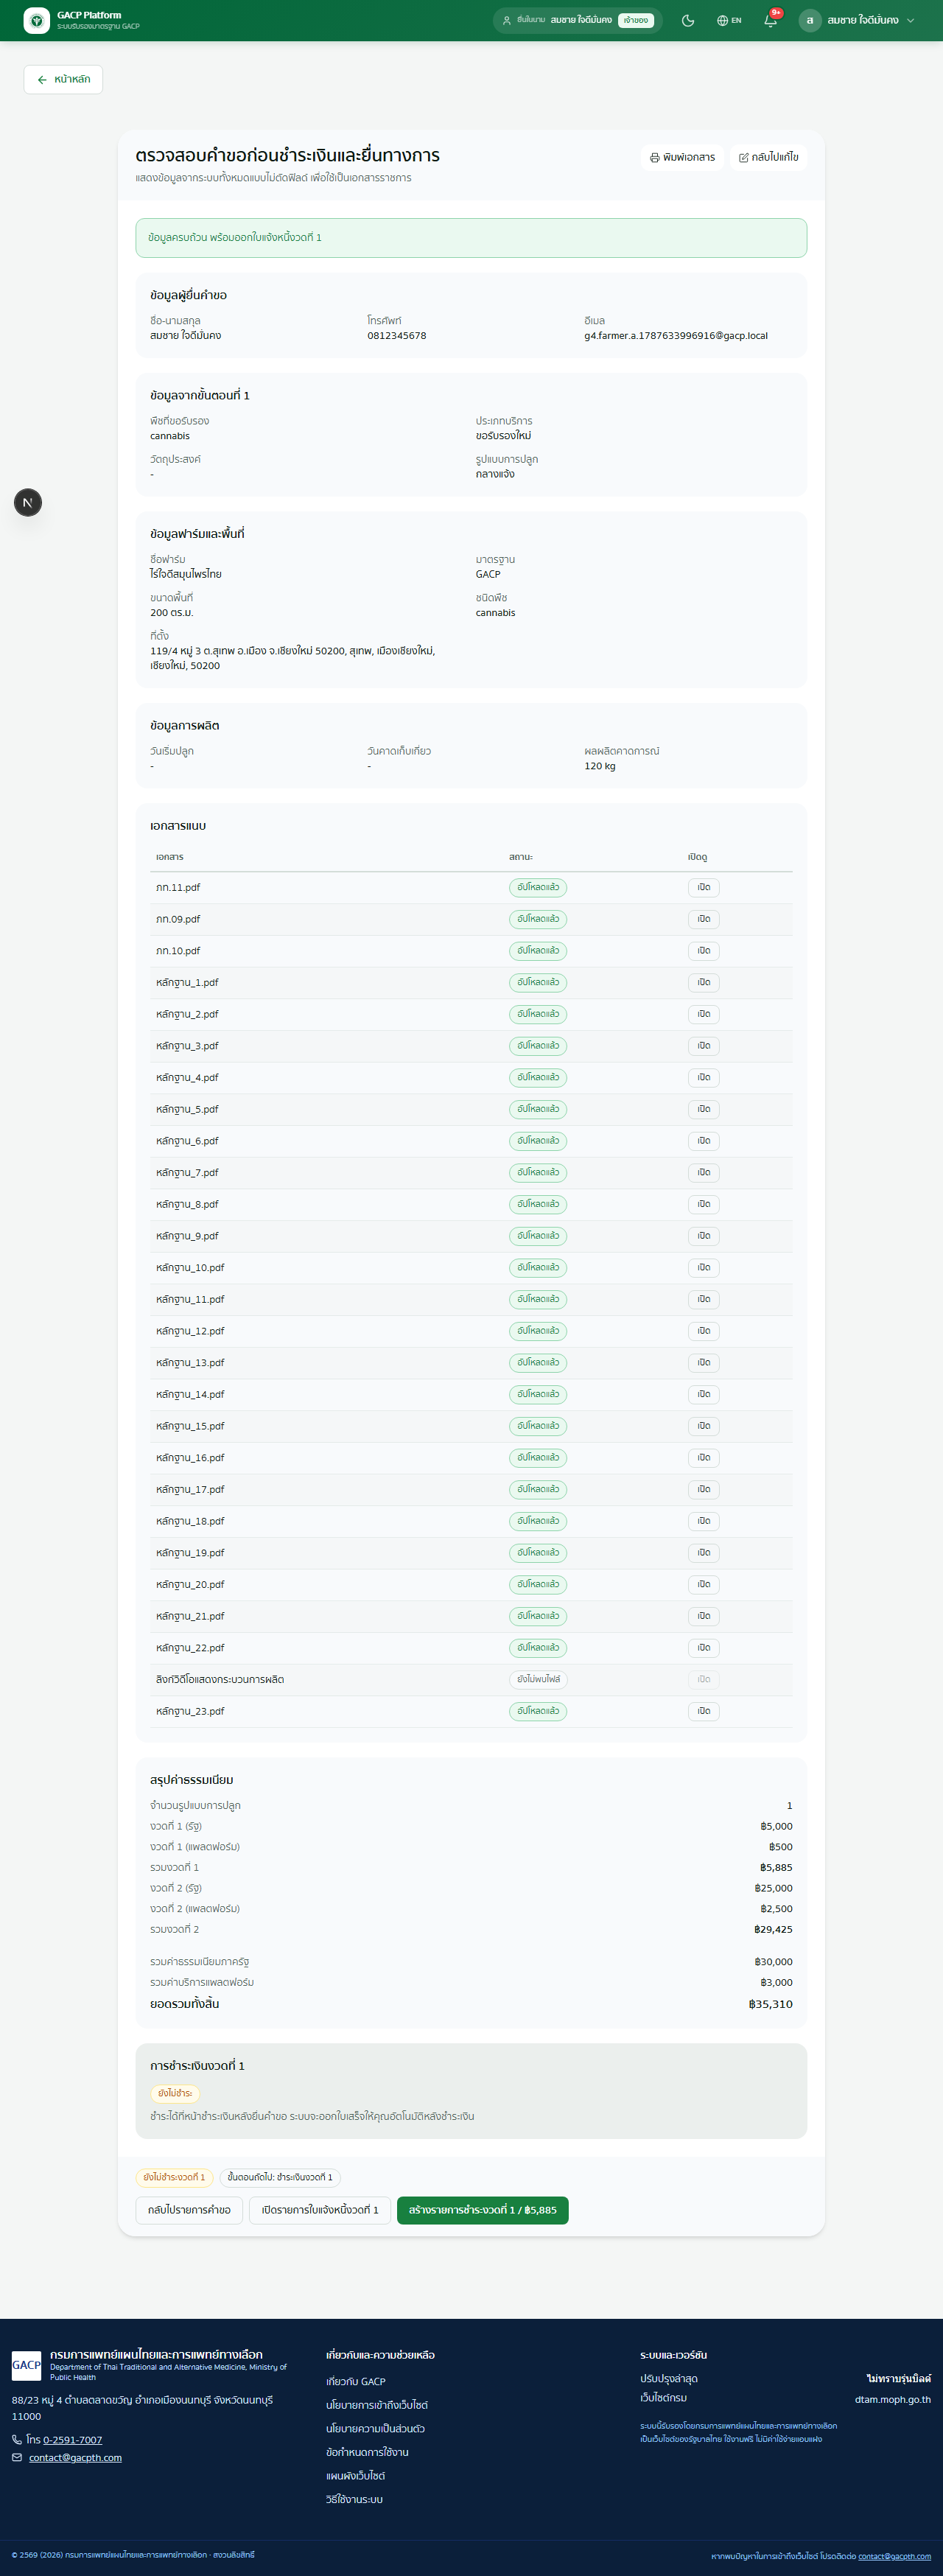 GACP Platform
ระบบรับรองมาตรฐาน GACP
ยื่นในนาม สมชาย ใจดีมั่นคง เจ้าของ
EN
9+
ส สมชาย ใจดีมั่นคง
หน้าหลัก
ตรวจสอบคำขอก่อนชำระเงินและยื่นทางการ
แสดงข้อมูลจากระบบทั้งหมดแบบไม่ตัดฟิลด์ เพื่อใช้เป็นเอกสารราชการ
พิมพ์เอกสาร
กลับไปแก้ไข
ข้อมูลครบถ้วน พร้อมออกใบแจ้งหนี้งวดที่ 1
ข้อมูลผู้ยื่นคำขอ
ชื่อ-นามสกุล โทรศัพท์ อีเมล
สมชาย ใจดีมั่นคง 0812345678 g4.farmer.a.1787633996916@gacp.local
ข้อมูลจากขั้นตอนที่ 1
พืชที่ขอรับรอง ประเภทบริการ
cannabis ขอรับรองใหม่
วัตถุประสงค์ รูปแบบการปลูก
- กลางแจ้ง
N
ข้อมูลฟาร์มและพื้นที่
ชื่อฟาร์ม มาตรฐาน
ไร่ใจดีสมุนไพรไทย GACP
ขนาดพื้นที่ ชนิดพืช
200 ตร.ม. cannabis
ที่ตั้ง
119/4 หมู่ 3 ต.สุเทพ อ.เมือง จ.เชียงใหม่ 50200, สุเทพ, เมืองเชียงใหม่,
เชียงใหม่, 50200
ข้อมูลการผลิต
วันเริ่มปลูก วันคาดเก็บเกี่ยว ผลผลิตคาดการณ์
- - 120 kg
เอกสารแนบ
เอกสาร สถานะ เปิดดู
ภท.11.pdf อัปโหลดแล้ว เปิด
ภท.09.pdf อัปโหลดแล้ว เปิด
ภท.10.pdf อัปโหลดแล้ว เปิด
หลักฐาน_1.pdf อัปโหลดแล้ว เปิด
หลักฐาน_2.pdf อัปโหลดแล้ว เปิด
หลักฐาน_3.pdf อัปโหลดแล้ว เปิด
หลักฐาน_4.pdf อัปโหลดแล้ว เปิด
หลักฐาน_5.pdf อัปโหลดแล้ว เปิด
หลักฐาน_6.pdf อัปโหลดแล้ว เปิด
หลักฐาน_7.pdf อัปโหลดแล้ว เปิด
หลักฐาน_8.pdf อัปโหลดแล้ว เปิด
หลักฐาน_9.pdf อัปโหลดแล้ว เปิด
หลักฐาน_10.pdf อัปโหลดแล้ว เปิด
หลักฐาน_11.pdf อัปโหลดแล้ว เปิด
หลักฐาน_12.pdf อัปโหลดแล้ว เปิด
หลักฐาน_13.pdf อัปโหลดแล้ว เปิด
หลักฐาน_14.pdf อัปโหลดแล้ว เปิด
หลักฐาน_15.pdf อัปโหลดแล้ว เปิด
หลักฐาน_16.pdf อัปโหลดแล้ว เปิด
หลักฐาน_17.pdf อัปโหลดแล้ว เปิด
หลักฐาน_18.pdf อัปโหลดแล้ว เปิด
หลักฐาน_19.pdf อัปโหลดแล้ว เปิด
หลักฐาน_20.pdf อัปโหลดแล้ว เปิด
หลักฐาน_21.pdf อัปโหลดแล้ว เปิด
หลักฐาน_22.pdf อัปโหลดแล้ว เปิด
ลิงก์วิดีโอแสดงกระบวนการผลิต ยังไม่พบไฟล์ เปิด
หลักฐาน_23.pdf อัปโหลดแล้ว เปิด
สรุปค่าธรรมเนียม
จำนวนรูปแบบการปลูก 1
งวดที่ 1 (รัฐ) ฿5,000
งวดที่ 1 (แพลตฟอร์ม) ฿500
รวมงวดที่ 1 ฿5,885
งวดที่ 2 (รัฐ) ฿25,000
งวดที่ 2 (แพลตฟอร์ม) ฿2,500
รวมงวดที่ 2 ฿29,425
รวมค่าธรรมเนียมภาครัฐ ฿30,000
รวมค่าบริการแพลตฟอร์ม ฿3,000
ยอดรวมทั้งสิ้น ฿35,310
การชำระเงินงวดที่ 1
ยังไม่ชำระ
ชำระได้ที่หน้าชำระเงินหลังยื่นคำขอ ระบบจะออกใบเสร็จให้คุณอัตโนมัติหลังชำระเงิน
ยังไม่ชำระงวดที่ 1 ขั้นตอนถัดไป: ชำระเงินงวดที่ 1
กลับไปรายการคำขอ เปิดรายการใบแจ้งหนี้งวดที่ 1 สร้างรายการชำระงวดที่ 1 / ฿5,885
GACP
กรมการแพทย์แผนไทยและการแพทย์ทางเลือก
Department of Thai Traditional and Alternative Medicine, Ministry of
Public Health
88/23 หมู่ 4 ตำบลตลาดขวัญ อำเภอเมืองนนทบุรี จังหวัดนนทบุรี
11000
โทร 0-2591-7007
contact@gacpth.com
เกี่ยวกับและความช่วยเหลือ
เกี่ยวกับ GACP
นโยบายการเข้าถึงเว็บไซต์
นโยบายความเป็นส่วนตัว
ข้อกำหนดการใช้งาน
แผนผังเว็บไซต์
วิธีใช้งานระบบ
ระบบและเวอร์ชัน
ปรับปรุงล่าสุด ไม่ทราบรุ่นบิลด์
เว็บไซต์กรม dtam.moph.go.th
ระบบนี้รับรองโดยกรมการแพทย์แผนไทยและการแพทย์ทางเลือก
เป็นเว็บไซต์ของรัฐบาลไทย ใช้งานฟรี ไม่มีค่าใช้จ่ายแอบแฝง
© 2569 (2026) กรมการแพทย์แผนไทยและการแพทย์ทางเลือก · สงวนลิขสิทธิ์
หากพบปัญหาในการเข้าถึงเว็บไซต์ โปรดติดต่อ contact@gacpth.com